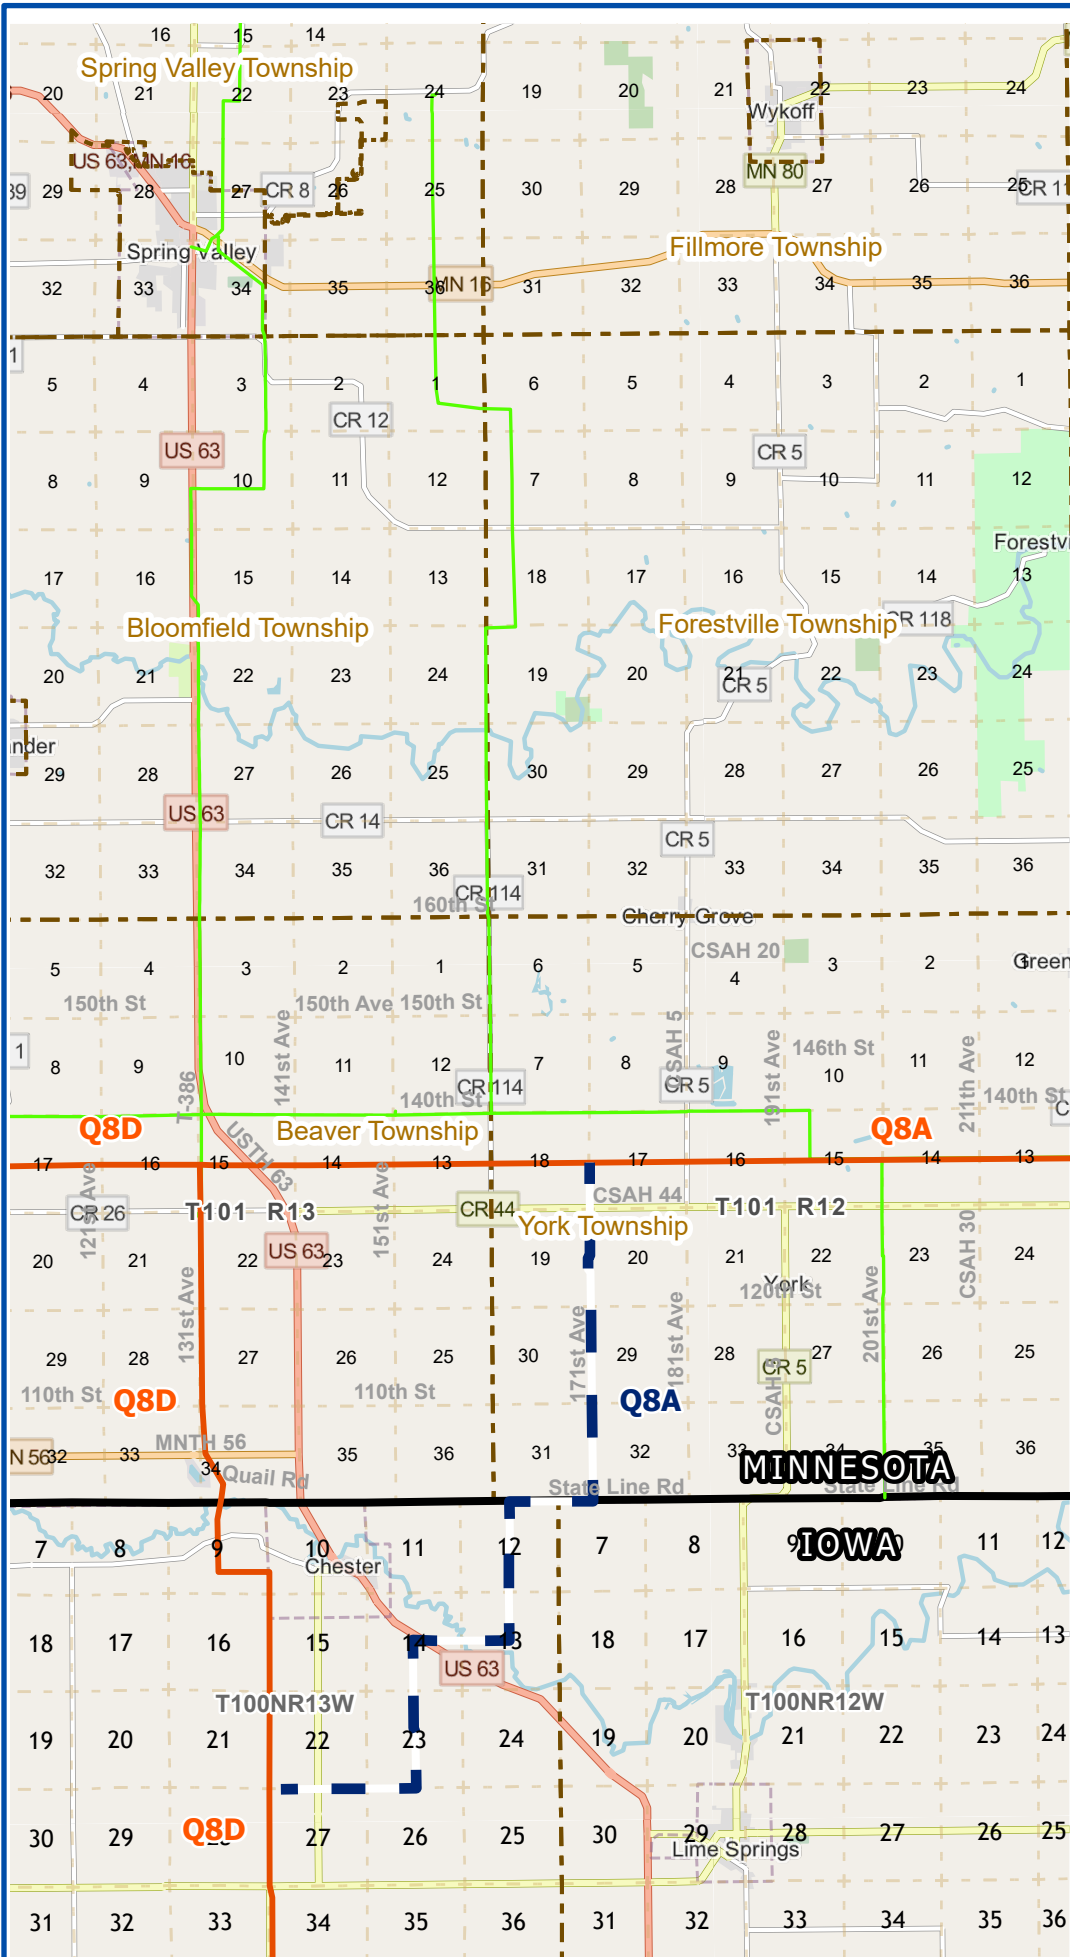 16 15 14
Spring Valley Township
20 21 22 23 24 19 20 21 22 23 24
Wykoff
US 63;MN 16
MN 80
39 29 28 27 CR 8 26 25 30 29 28 27 26 25 CR 11
Spring Valley
Fillmore Township
32 33 34 35 36 MN 16 31 32 33 34 35 36
1
5 4 3 2 1 6 5 4 3 2 1
CR 12
US 63 CR 5
8 9 10 11 12 7 8 9 10 11 12
Forestvi
17 16 15 14 13 18 17 16 15 14 13
Bloomfield Township Forestville Township CR 118
20 21 22 23 24 19 20 21 22 23 24
CR 5
ander
29 28 27 26 25 30 29 28 27 26 25
US 63 CR 14
CR 5
32 33 34 35 36 31 32 33 34 35 36
CR 114
160th St
Cherry Grove
CSAH 20
5 4 3 2 1 6 5 4 3 2 1 Green
150th St 150th Ave 150th St
141st Ave CSAH 5 191st Ave 146th St 211th Ave
1 8 9 10 11 12 7 8 9 10 11 12
T-386 CR 114 CR 5
140th St 140th St C
Q8D USTH 63 Beaver Township Q8A
17 16 15 14 13 18 17 16 15 14 13
121st Ave 151st Ave CSAH 44
CR 26 T101 R13 CR 44 T101 R12
York Township
US 63
20 21 22 23 24 19 20 21 22 23 24
CSAH 30
York
120th St
131st Ave 171st Ave 181st Ave 201st Ave
29 28 27 26 25 30 29 28 27 26 25
CR 5
110th St 110th St
Q8D Q8A
CSAH 5
MNTH 56
N 56 32 33 34 35 36 31 32 33 34 35 36
Quail Rd
MINNESOTA
State Line Rd State Line Rd
IOWA
7 8 9 10 11 12 7 8 9 11 12
Chester
18 17 16 15 14 13 18 17 16 15 14 13
US 63
T100NR13W T100NR12W
19 20 21 22 23 24 19 20 21 22 23 24
Q8D
30 29 27 26 25 30 29 28 27 26 25
Lime Springs
31 32 33 34 35 36 31 32 33 34 35 36